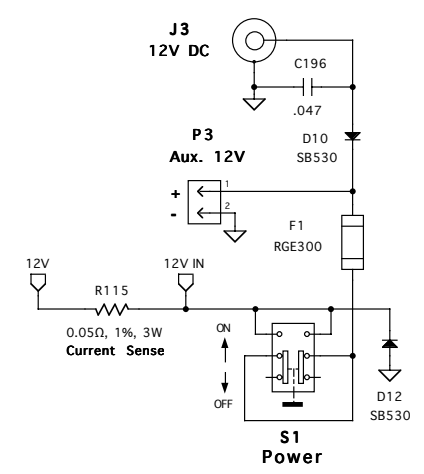 J3
12V DC
C196
.047
D10
SB530
P3
Aux. 12V
+
1
-
2
F1
RGE300
12V
12V IN
R115
0.05Ω, 1%, 3W
Current Sense
ON
OFF
D12
SB530
S1
Power